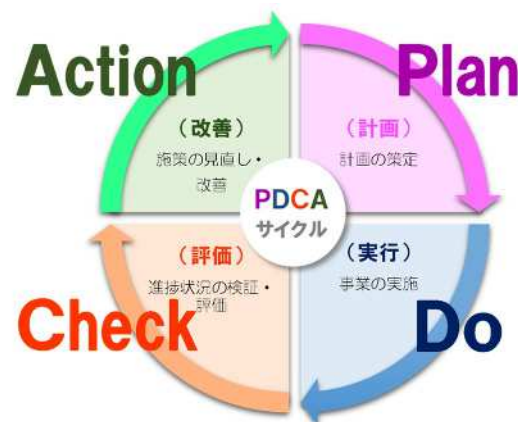 Action
（改善）
施策の見直し・
改善
Plan
（計画）
計画の策定
PDCA
サイクル
（評価）
進捗状況の検証・
評価
Check
（実行）
事業の実施
Do